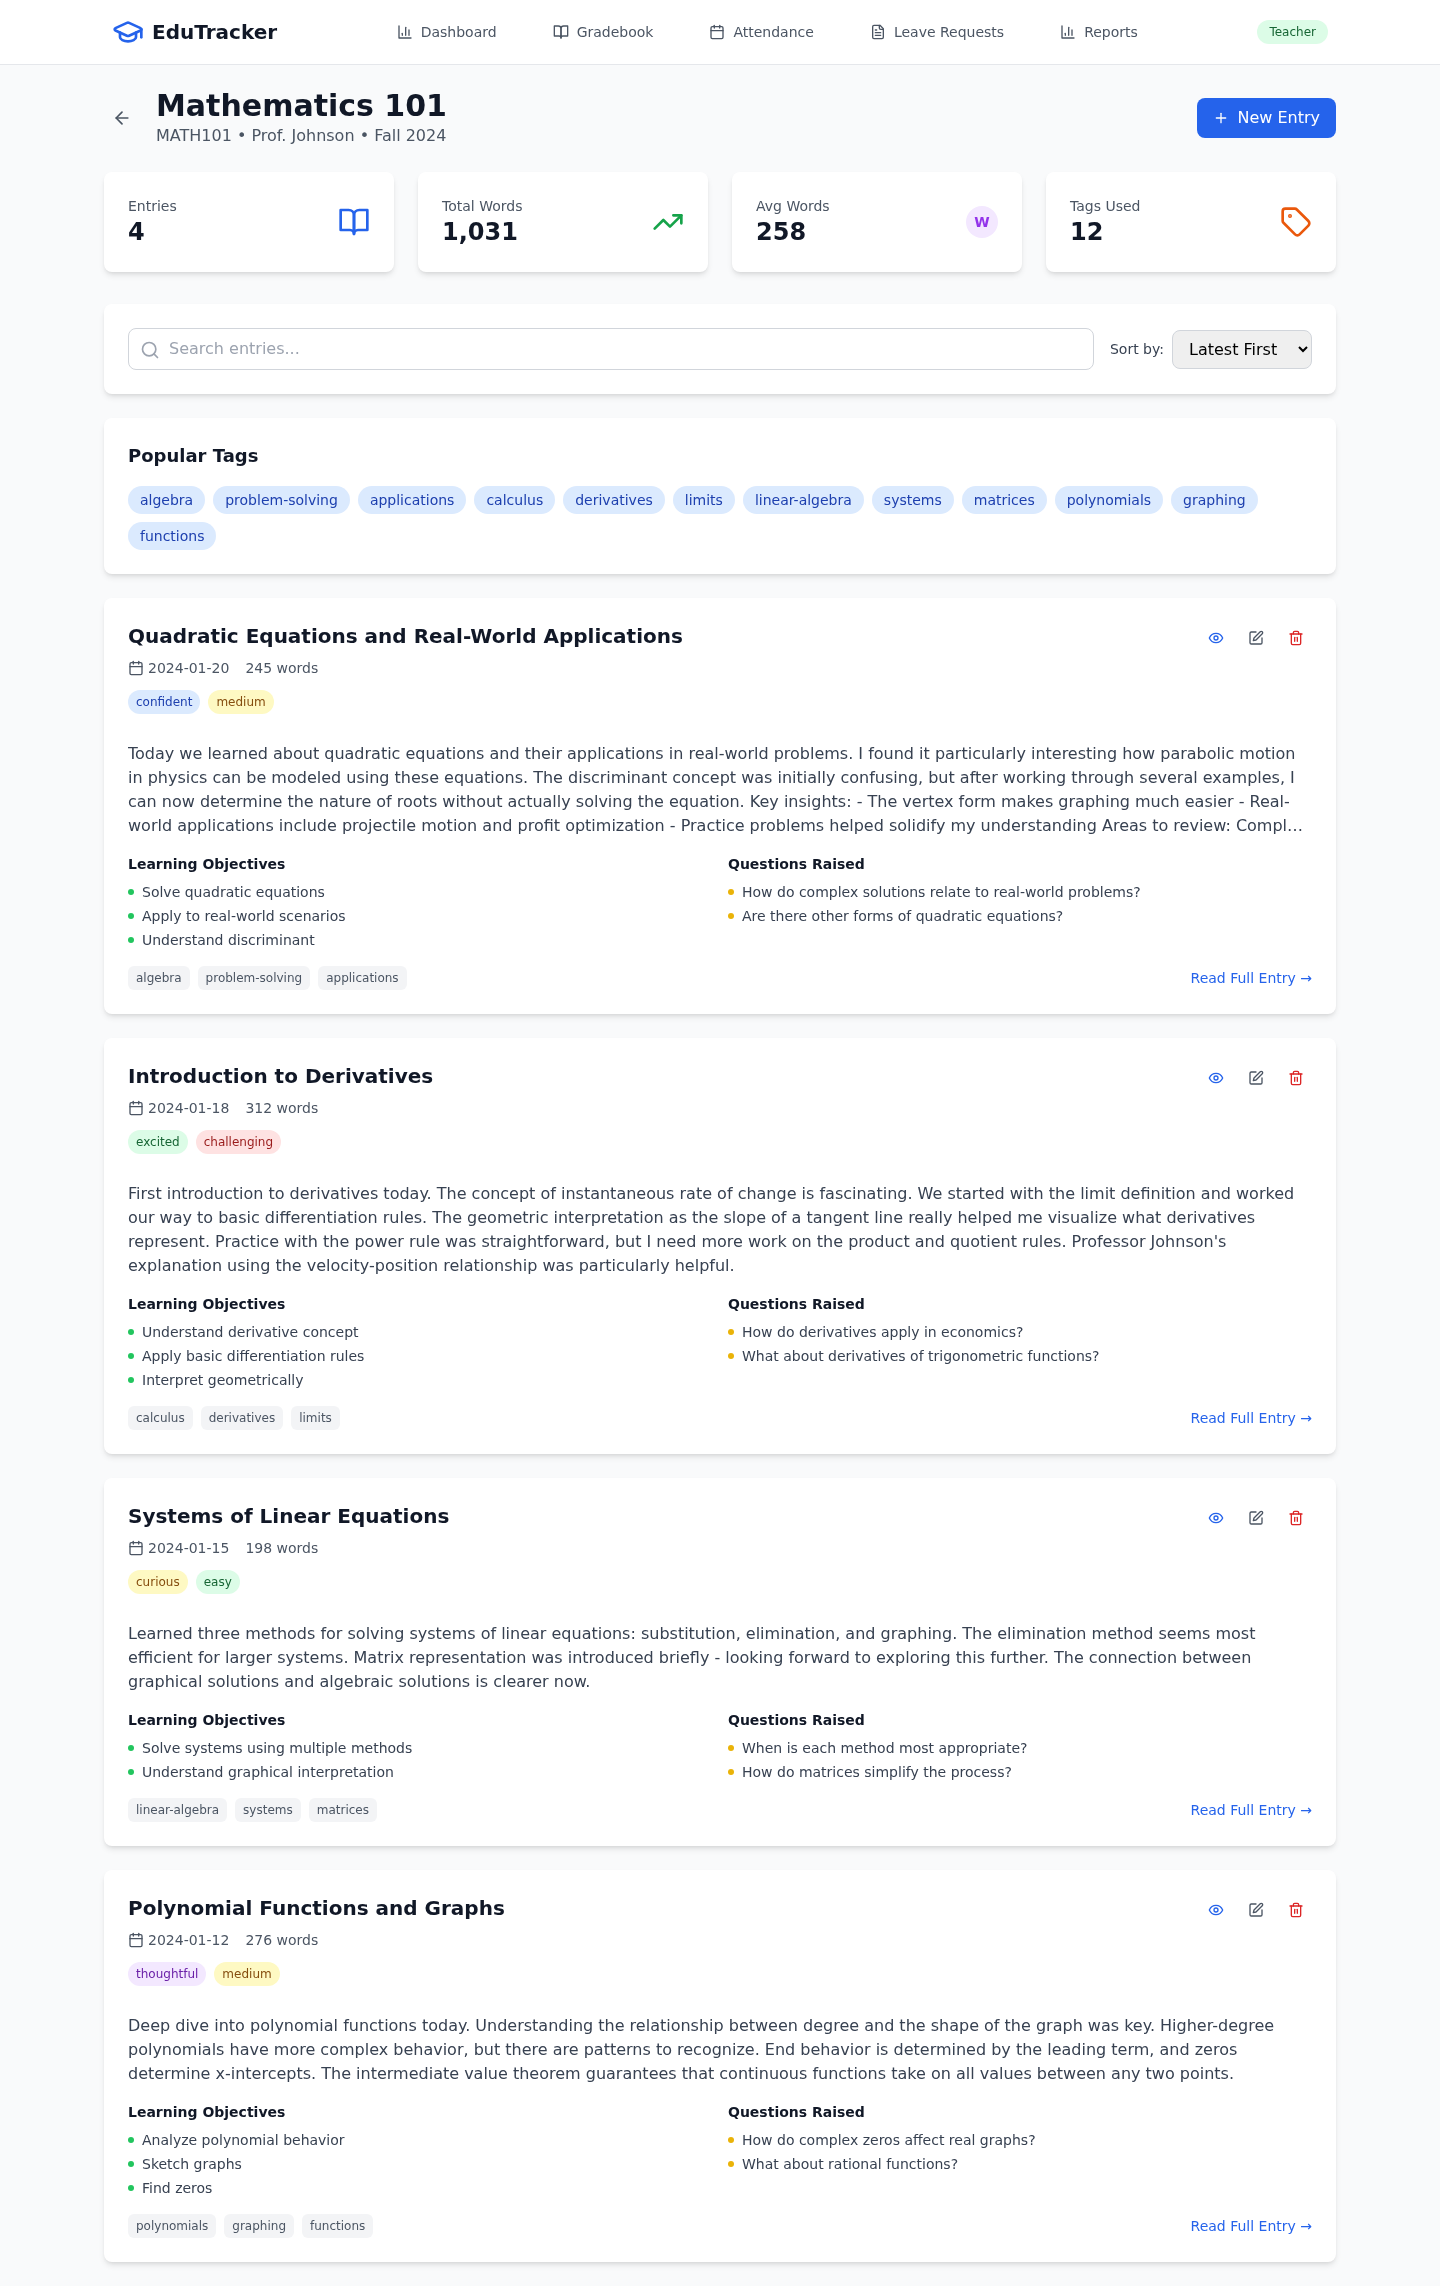 EduTracker
Dashboard
Gradebook
Attendance
Leave Requests
Reports
Teacher
Mathematics 101
MATH101 • Prof. Johnson • Fall 2024
New Entry
Entries
4
Total Words
1,031
Avg Words
258
W
Tags Used
12
Search entries...
Sort by:
Latest First
Popular Tags
algebra
problem-solving
applications
calculus
derivatives
limits
linear-algebra
systems
matrices
polynomials
graphing
functions
Quadratic Equations and Real-World Applications
2024-01-20 245 words
confident
medium
Today we learned about quadratic equations and their applications in real-world problems. I found it particularly interesting how parabolic motion
in physics can be modeled using these equations. The discriminant concept was initially confusing, but after working through several examples, I
can now determine the nature of roots without actually solving the equation. Key insights: - The vertex form makes graphing much easier - Real-
world applications include projectile motion and profit optimization - Practice problems helped solidify my understanding Areas to review: Compl...
Learning Objectives
Solve quadratic equations
Apply to real-world scenarios
Understand discriminant
Questions Raised
How do complex solutions relate to real-world problems?
Are there other forms of quadratic equations?
algebra
problem-solving
applications
Read Full Entry →
Introduction to Derivatives
2024-01-18 312 words
excited
challenging
First introduction to derivatives today. The concept of instantaneous rate of change is fascinating. We started with the limit definition and worked
our way to basic differentiation rules. The geometric interpretation as the slope of a tangent line really helped me visualize what derivatives
represent. Practice with the power rule was straightforward, but I need more work on the product and quotient rules. Professor Johnson's
explanation using the velocity-position relationship was particularly helpful.
Learning Objectives
Understand derivative concept
Apply basic differentiation rules
Interpret geometrically
Questions Raised
How do derivatives apply in economics?
What about derivatives of trigonometric functions?
calculus
derivatives
limits
Read Full Entry →
Systems of Linear Equations
2024-01-15 198 words
curious
easy
Learned three methods for solving systems of linear equations: substitution, elimination, and graphing. The elimination method seems most
efficient for larger systems. Matrix representation was introduced briefly - looking forward to exploring this further. The connection between
graphical solutions and algebraic solutions is clearer now.
Learning Objectives
Solve systems using multiple methods
Understand graphical interpretation
Questions Raised
When is each method most appropriate?
How do matrices simplify the process?
linear-algebra
systems
matrices
Read Full Entry →
Polynomial Functions and Graphs
2024-01-12 276 words
thoughtful
medium
Deep dive into polynomial functions today. Understanding the relationship between degree and the shape of the graph was key. Higher-degree
polynomials have more complex behavior, but there are patterns to recognize. End behavior is determined by the leading term, and zeros
determine x-intercepts. The intermediate value theorem guarantees that continuous functions take on all values between any two points.
Learning Objectives
Analyze polynomial behavior
Sketch graphs
Find zeros
Questions Raised
How do complex zeros affect real graphs?
What about rational functions?
polynomials
graphing
functions
Read Full Entry →